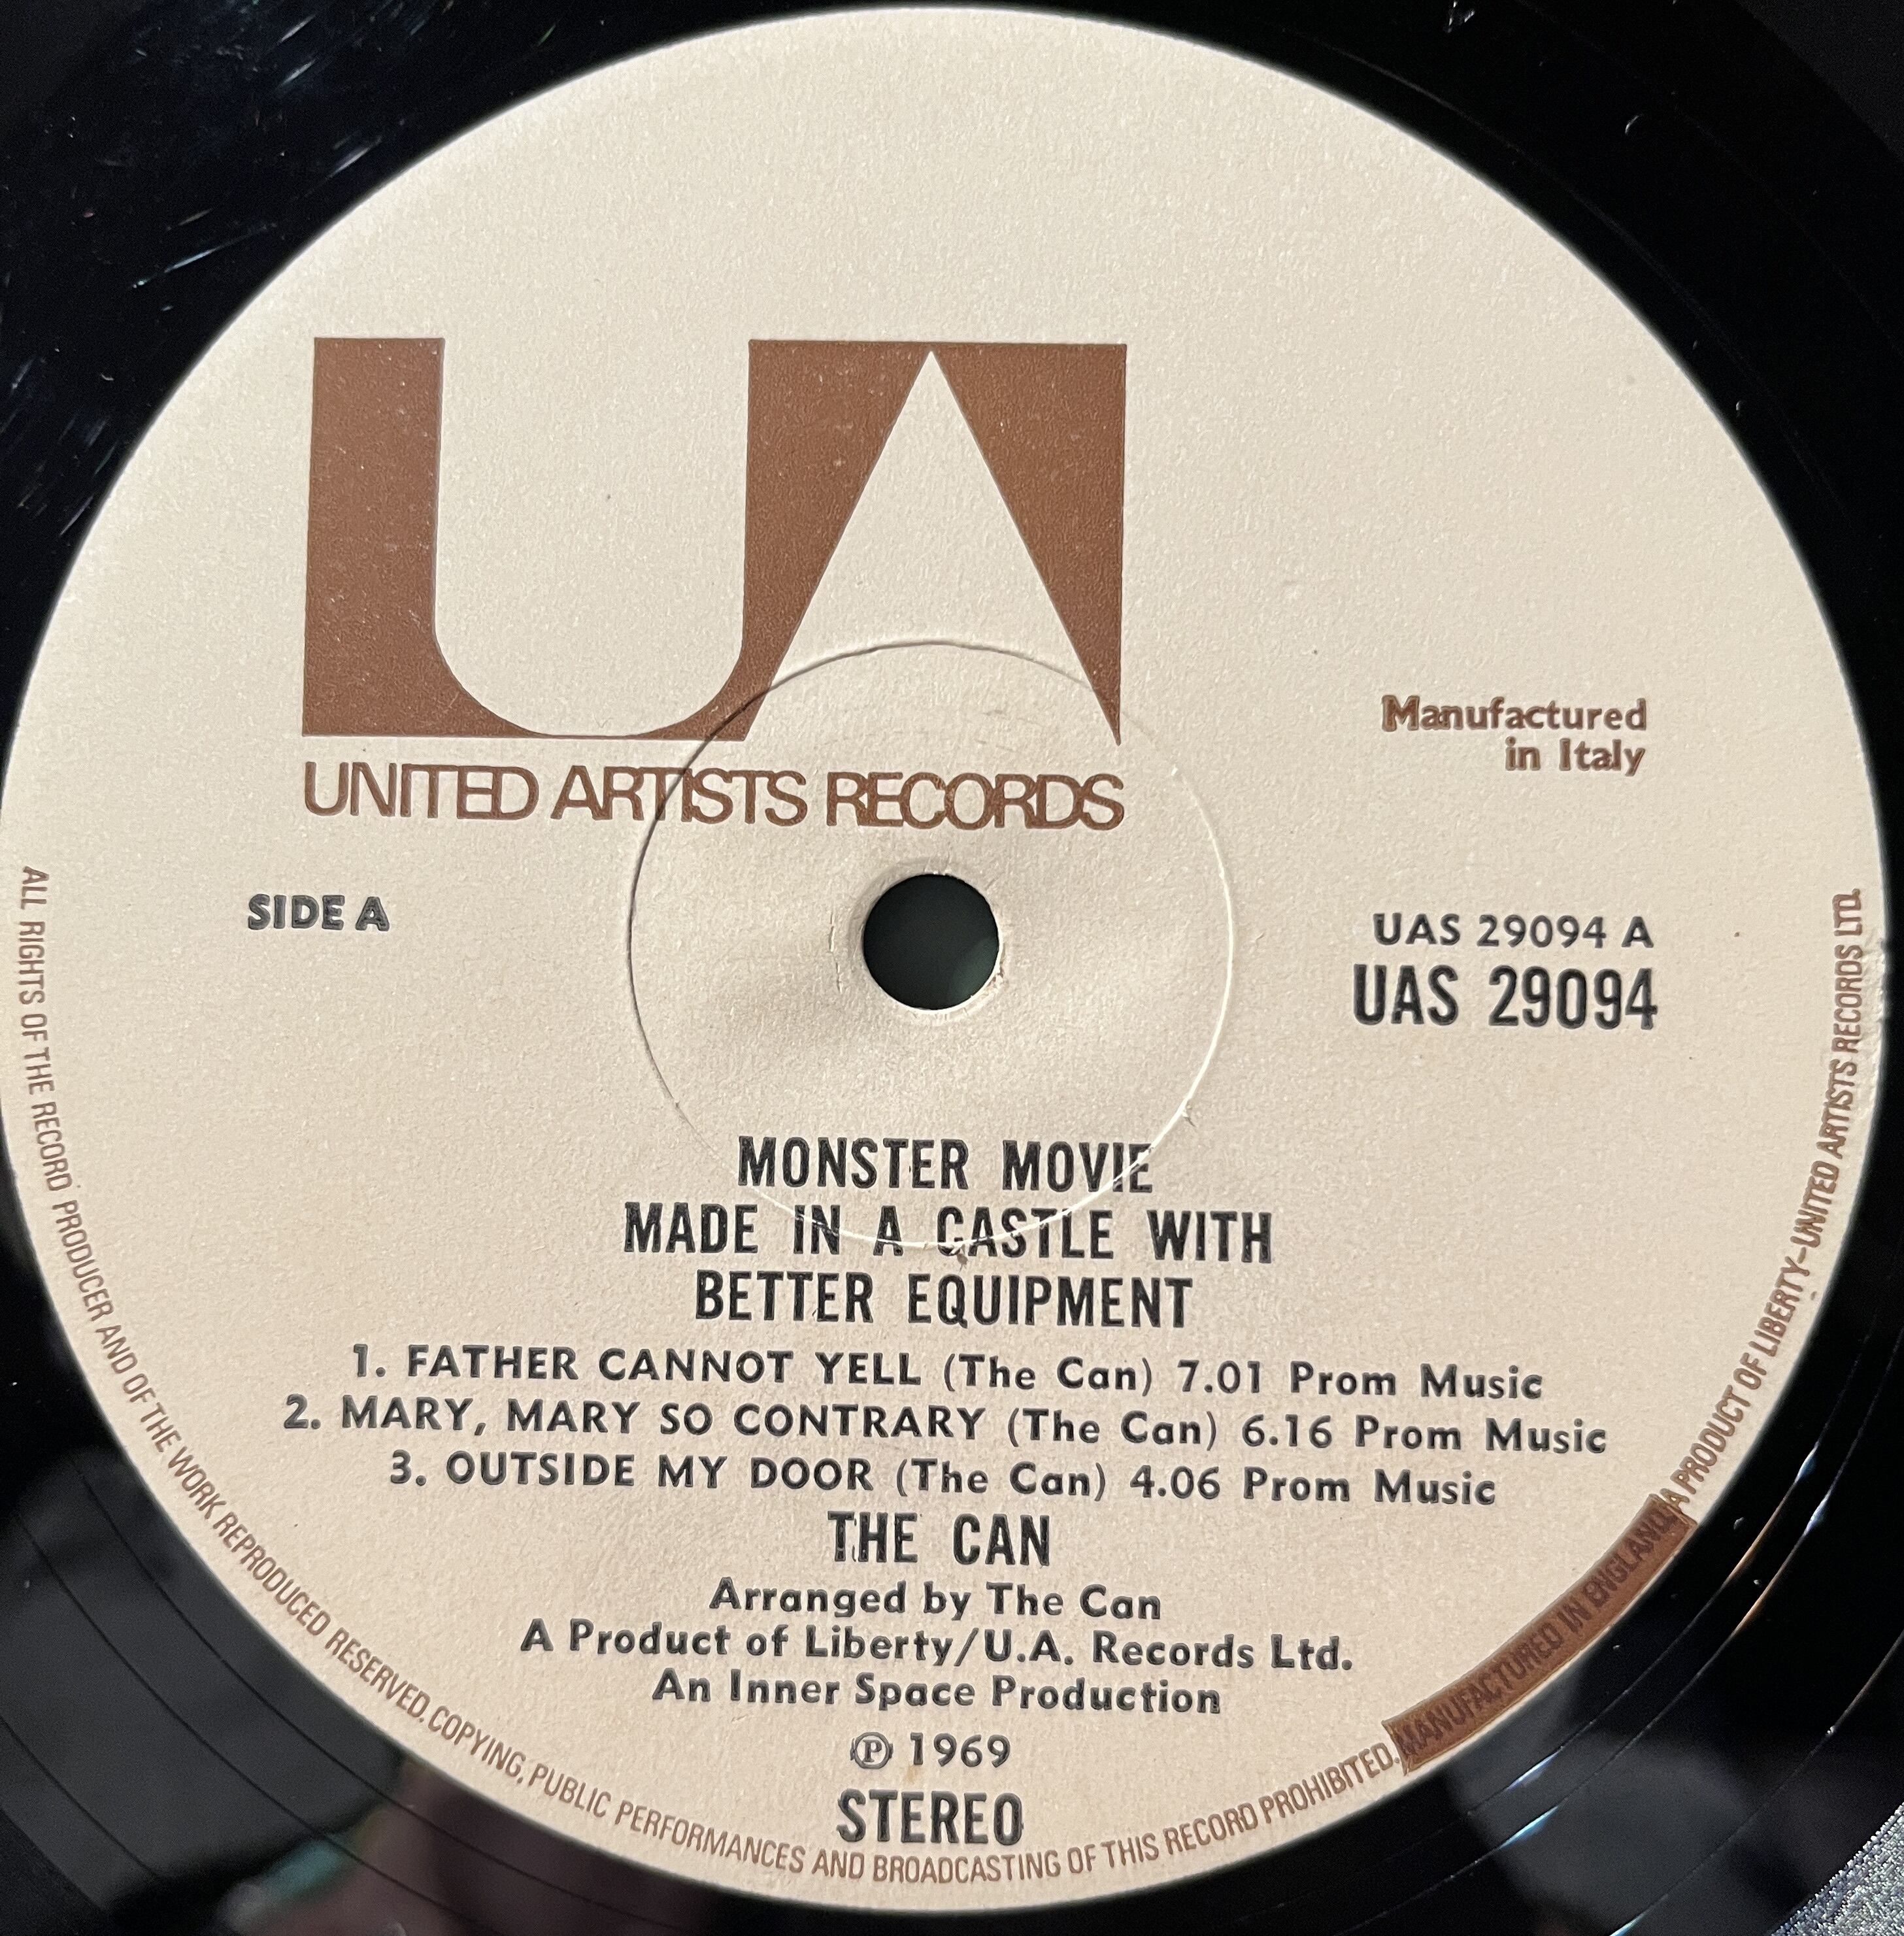 UA
UNITED ARTISTS RECORDS
Manufactured
in Italy
SIDE A
UAS 29094 A
UAS 29094
MONSTER MOVIE
MADE IN A CASTLE WITH
BETTER EQUIPMENT
1. FATHER CANNOT YELL (The Can) 7.01 Prom Music
2. MARY, MARY SO CONTRARY (The Can) 6.16 Prom Music
3. OUTSIDE MY DOOR (The Can) 4.06 Prom Music
THE CAN
Arranged by The Can
A Product of Liberty/U.A. Records Ltd.
An Inner Space Production
Ⓟ 1969
STEREO
ALL RIGHTS OF THE RECORD PRODUCER AND OF THE WORK REPRODUCED RESERVED. COPYING, PUBLIC PERFORMANCES AND BROADCASTING OF THIS RECORD PROHIBITED. MANUFACTURED IN ENGLAND. A PRODUCT OF LIBERTY–UNITED ARTISTS RECORDS LTD.